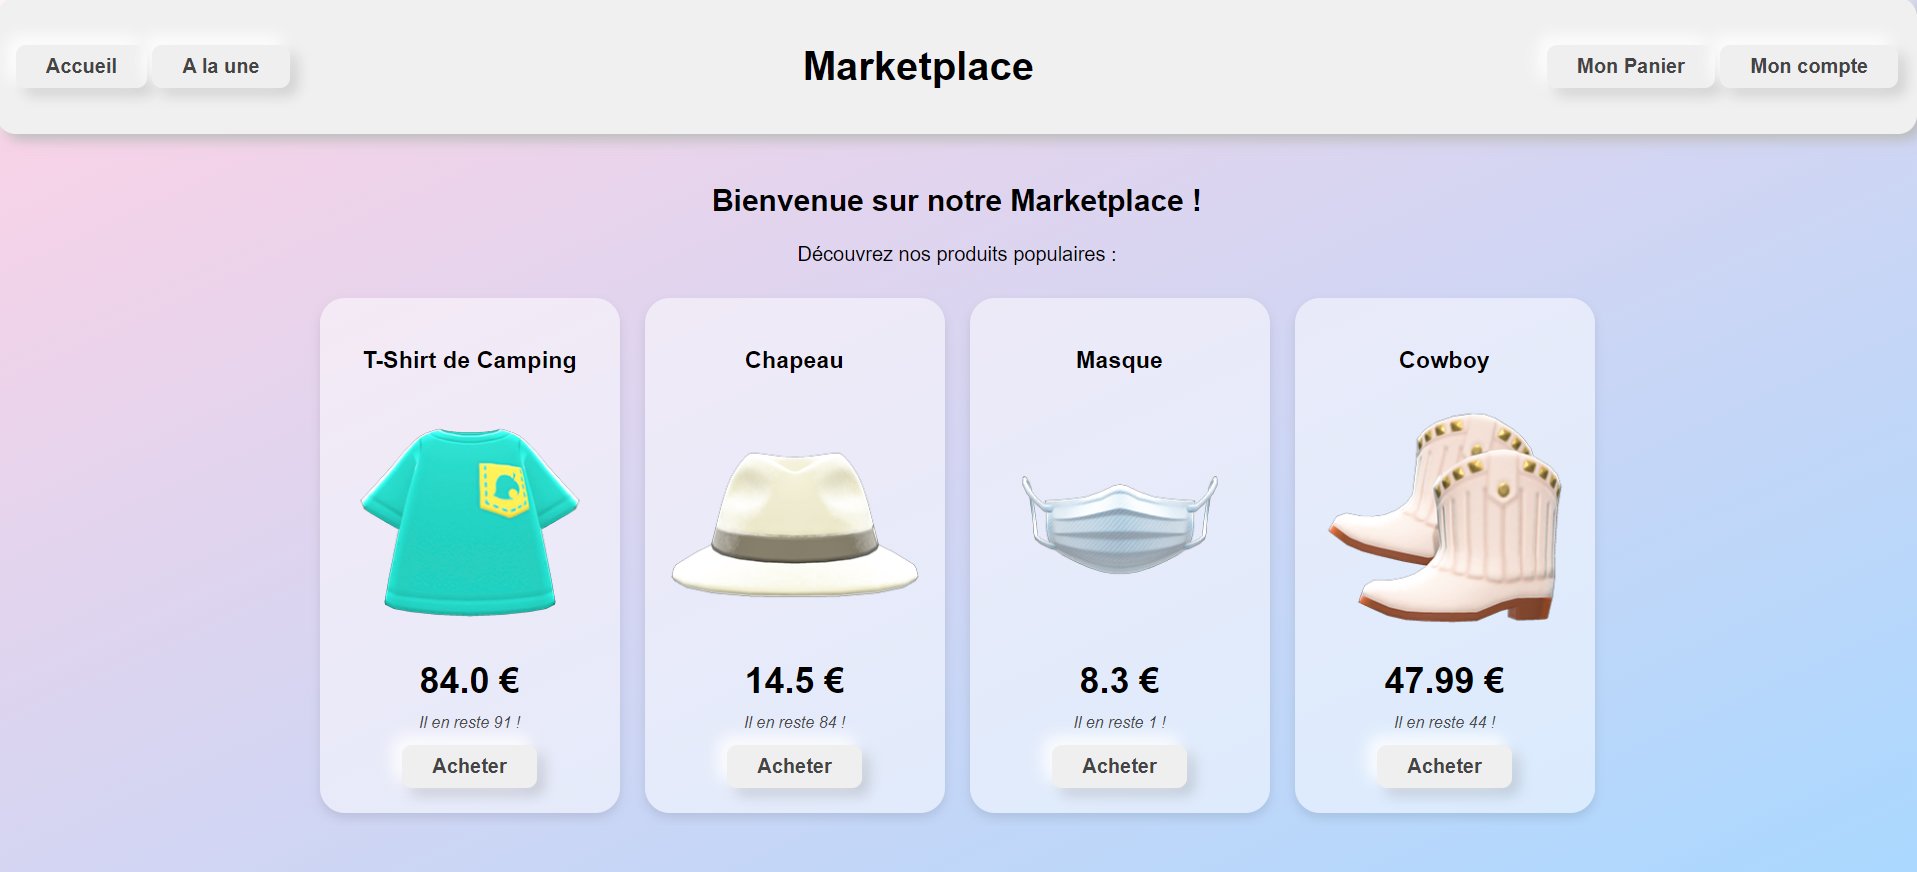 Accueil A la une Marketplace Mon Panier Mon compte
Bienvenue sur notre Marketplace !
Découvrez nos produits populaires :
T-Shirt de Camping
84.0 €
Il en reste 91 !
Acheter
Chapeau
14.5 €
Il en reste 84 !
Acheter
Masque
8.3 €
Il en reste 1 !
Acheter
Cowboy
47.99 €
Il en reste 44 !
Acheter